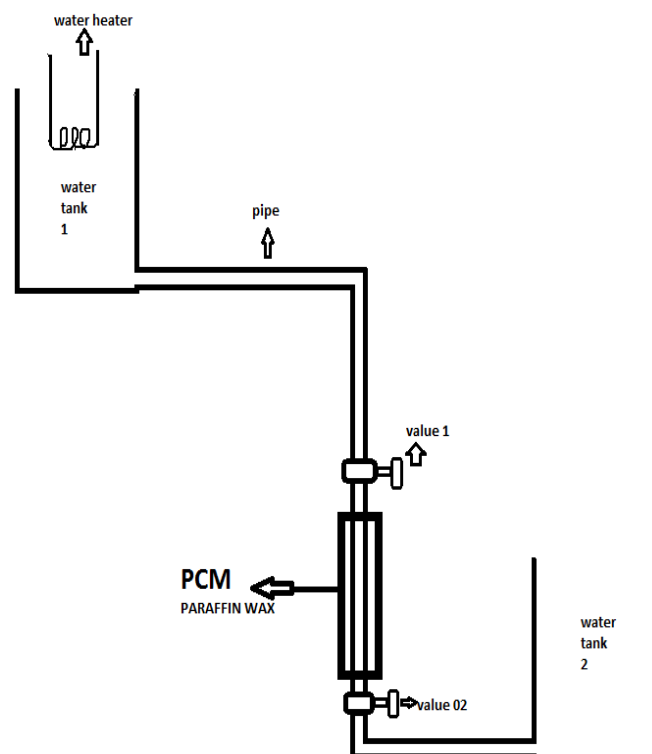 water heater
water
tank
1
pipe
value 1
PCM
PARAFFIN WAX
water
tank
2
value 02